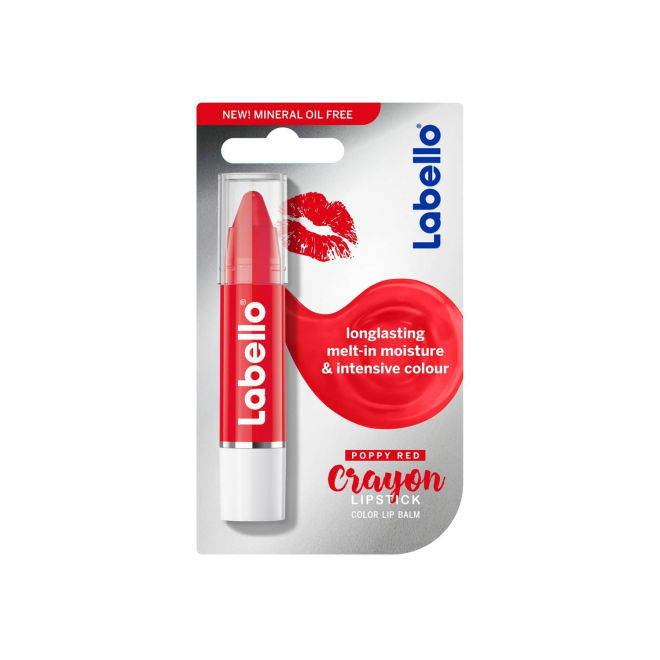 NEW! MINERAL OIL FREE
Labello®
Labello®
longlasting
melt-in moisture
& intensive colour
POPPY RED
Crayon
LIPSTICK
COLOR LIP BALM